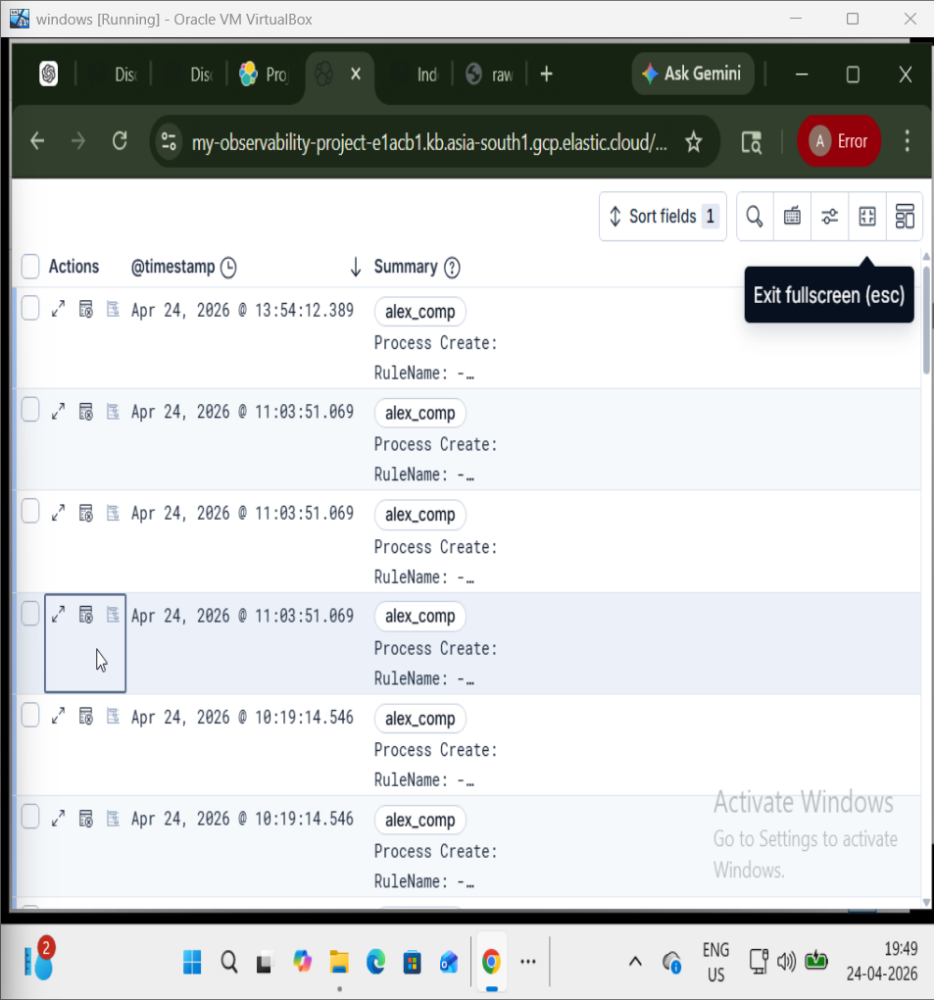 windows [Running] - Oracle VM VirtualBox
Disc
Disc
Pro
Ind
raw
Ask Gemini
my-observability-project-e1acb1.kb.asia-south1.gcp.elastic.cloud/...
A Error
Sort fields 1
Actions @timestamp Summary
Exit fullscreen (esc)
Apr 24, 2026 @ 13:54:12.389 alex_comp
Process Create:
RuleName: -…
Apr 24, 2026 @ 11:03:51.069 alex_comp
Process Create:
RuleName: -…
Apr 24, 2026 @ 11:03:51.069 alex_comp
Process Create:
RuleName: -…
Apr 24, 2026 @ 11:03:51.069 alex_comp
Process Create:
RuleName: -…
Apr 24, 2026 @ 10:19:14.546 alex_comp
Process Create:
RuleName: -…
Apr 24, 2026 @ 10:19:14.546 alex_comp
Process Create:
RuleName: -…
Activate Windows
Go to Settings to activate
Windows.
2
ENG
US
19:49
24-04-2026